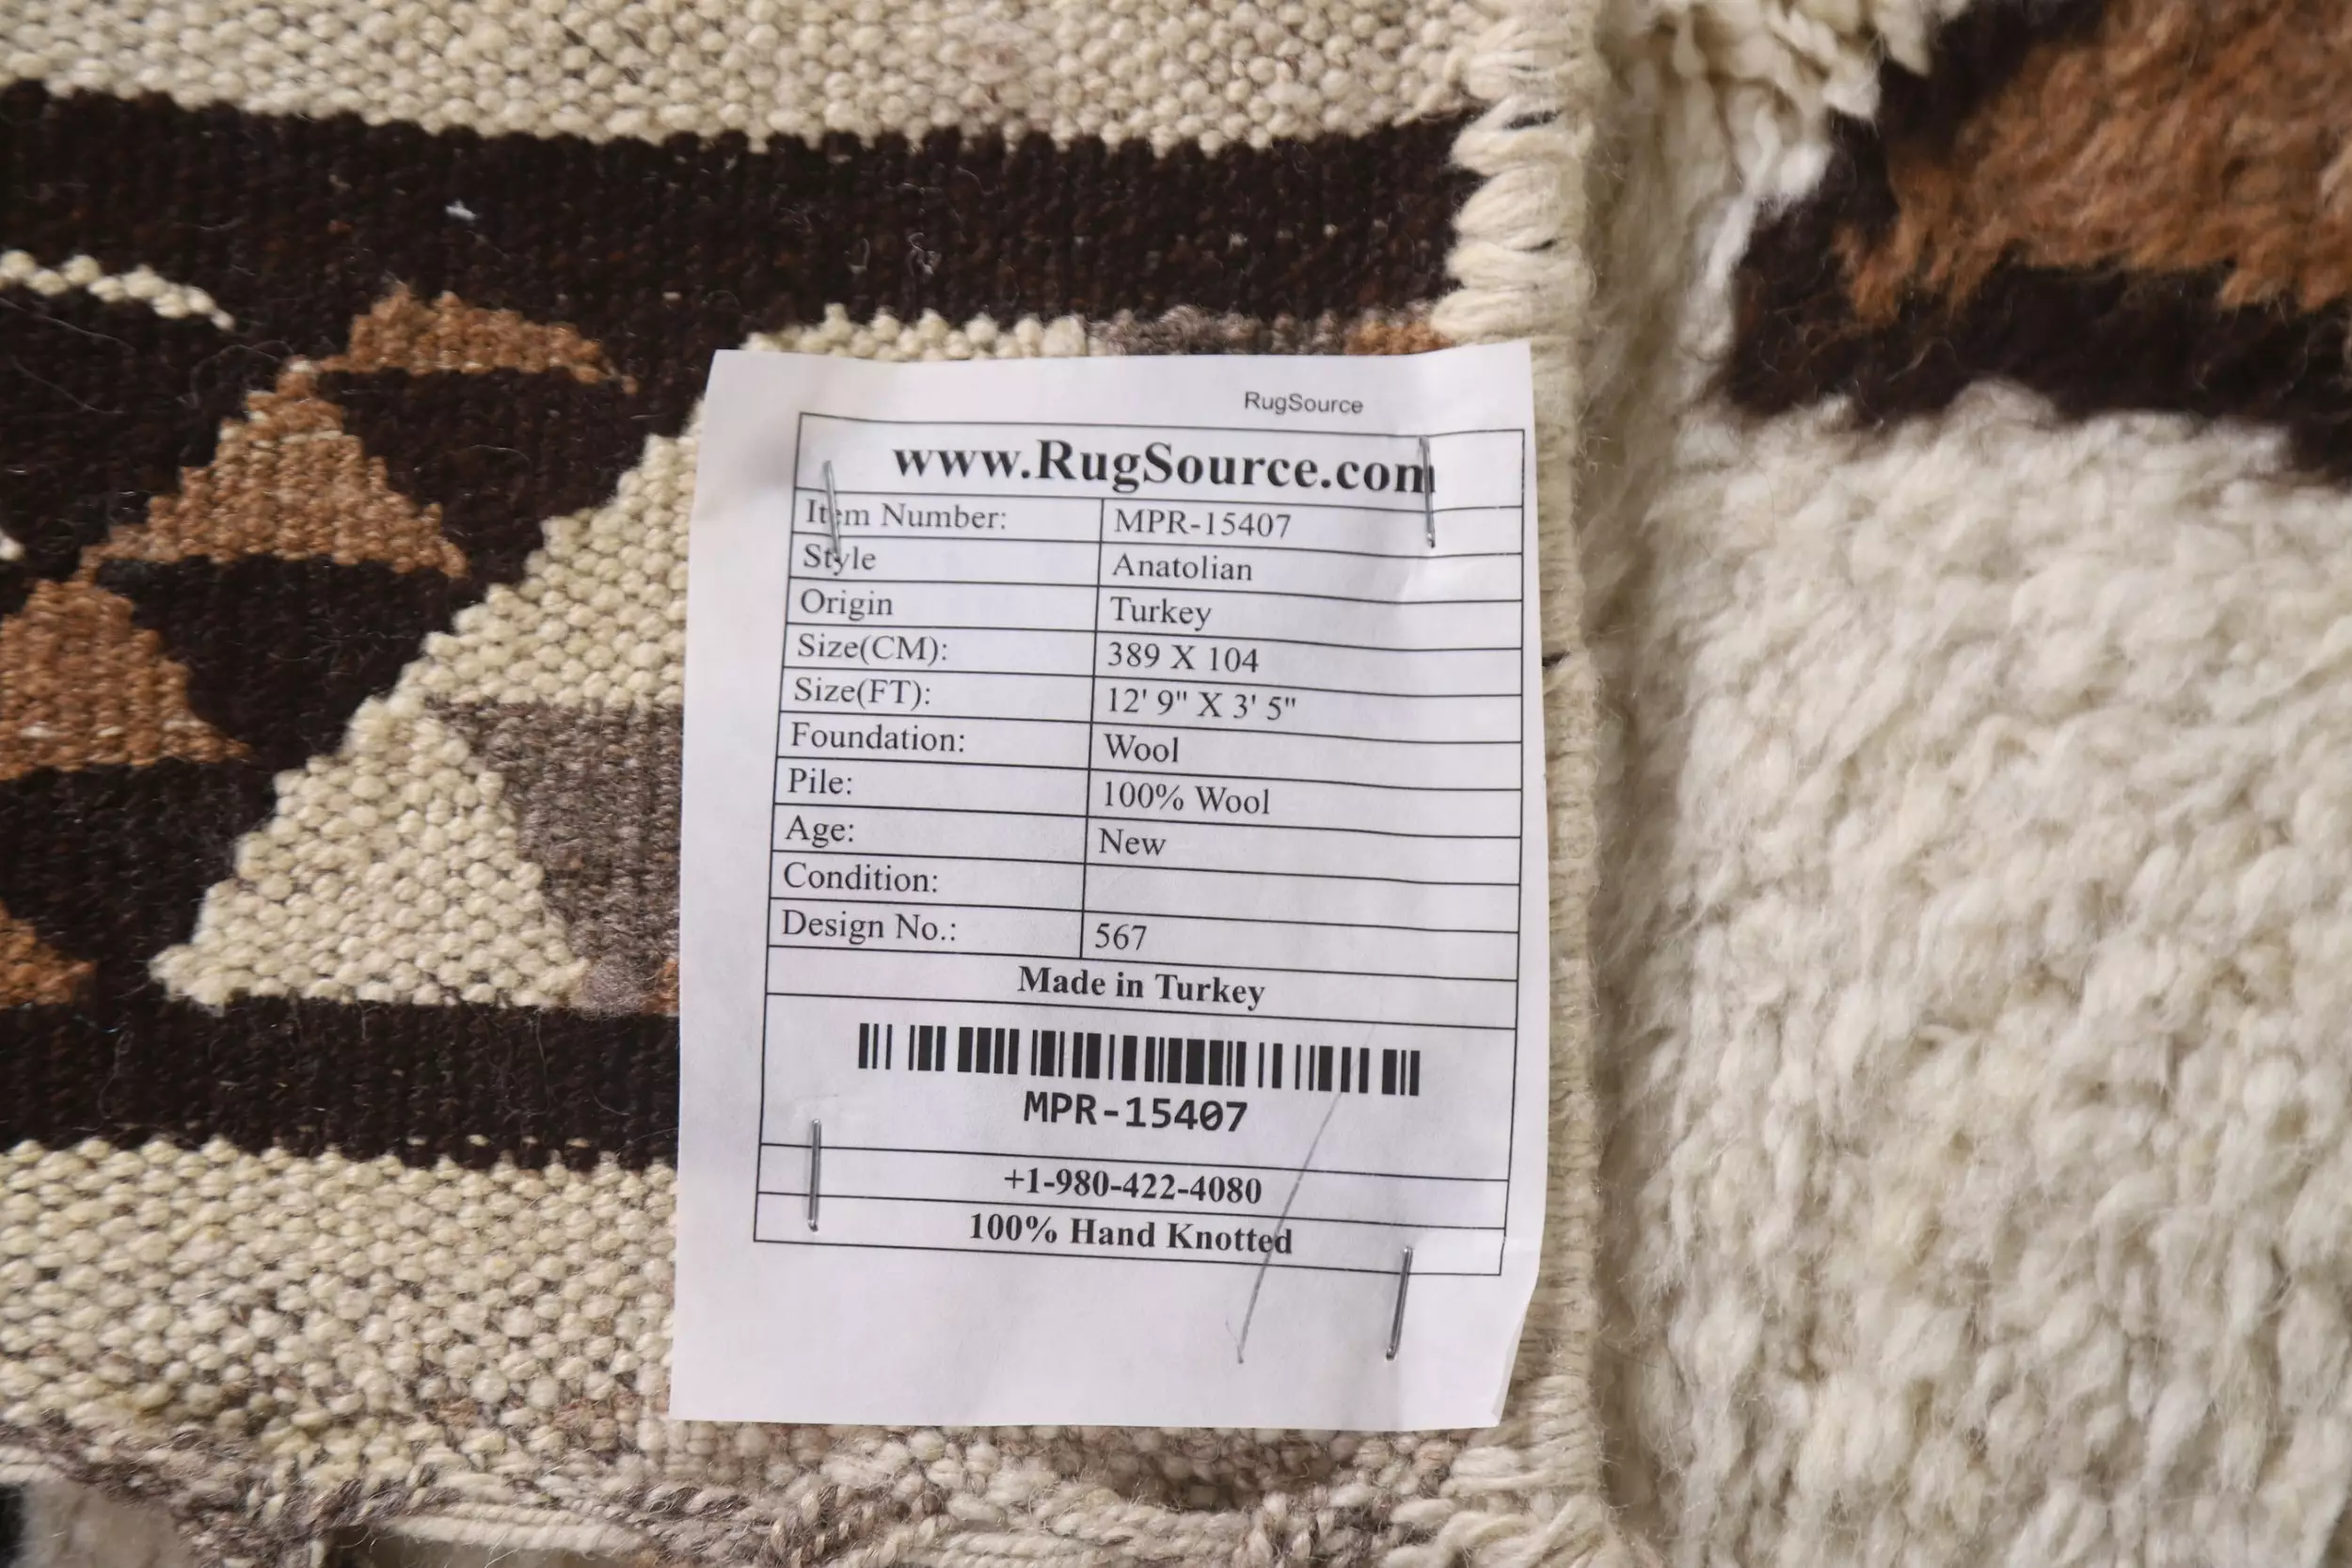 RugSource
www.RugSource.com
Item Number: MPR-15407
Style Anatolian
Origin Turkey
Size(CM): 389 X 104
Size(FT): 12' 9" X 3' 5"
Foundation: Wool
Pile: 100% Wool
Age: New
Condition:
Design No.: 567
Made in Turkey
MPR-15407
+1-980-422-4080
100% Hand Knotted